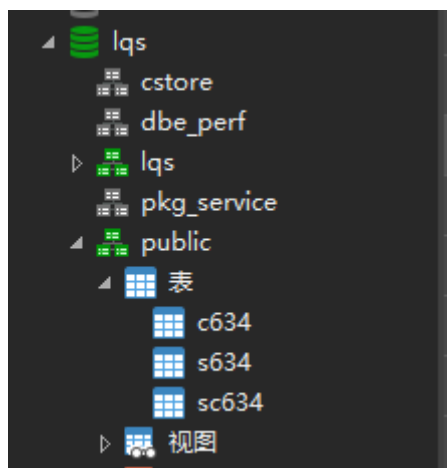 lqs
cstore
dbe_perf
lqs
pkg_service
public
表
c634
s634
sc634
视图